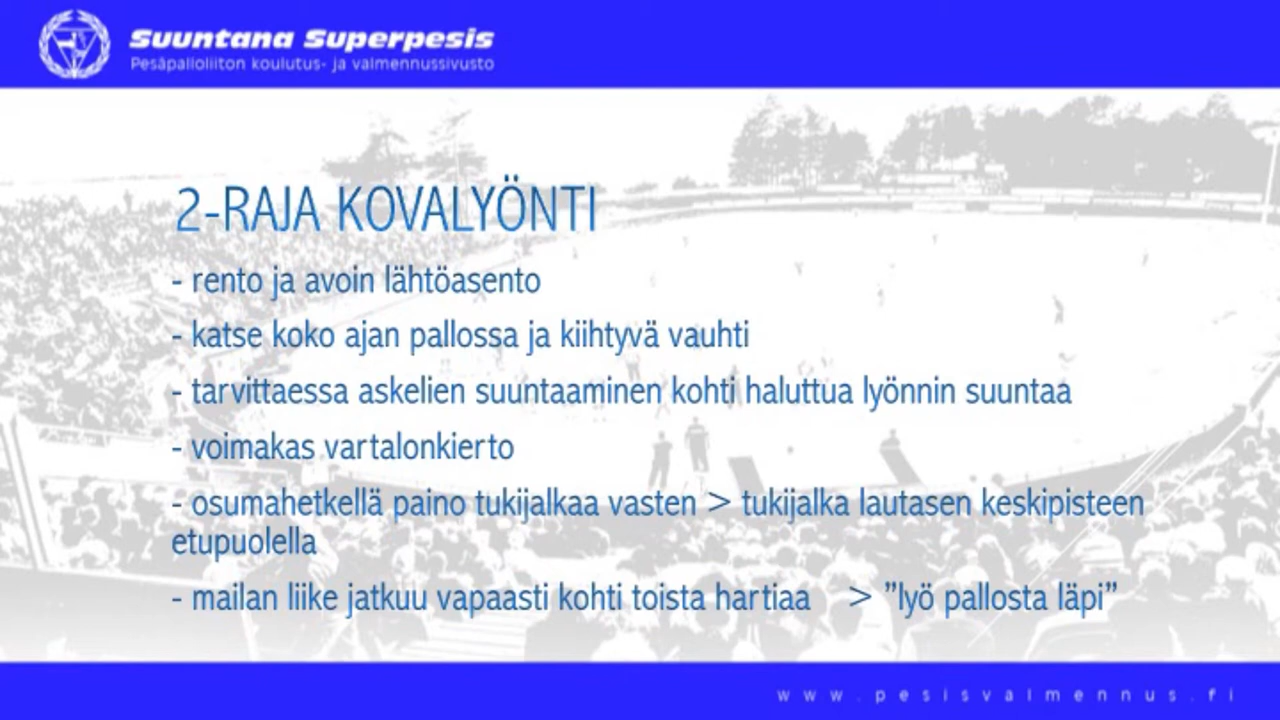 Suuntana Superpesis
Pesäpalloliiton koulutus- ja valmennussivusto
2-RAJA KOVALYÖNTI
- rento ja avoin lähtöasento
- katse koko ajan pallossa ja kiihtyvä vauhti
- tarvittaessa askelien suuntaaminen kohti haluttua lyönnin suuntaa
- voimakas vartalonkierto
- osumahetkellä paino tukijalkaa vasten > tukijalka lautasen keskipisteen
etupuolella
- mailan liike jatkuu vapaasti kohti toista hartiaa > ”lyö pallosta läpi”
www.pesisvalmennus.fi